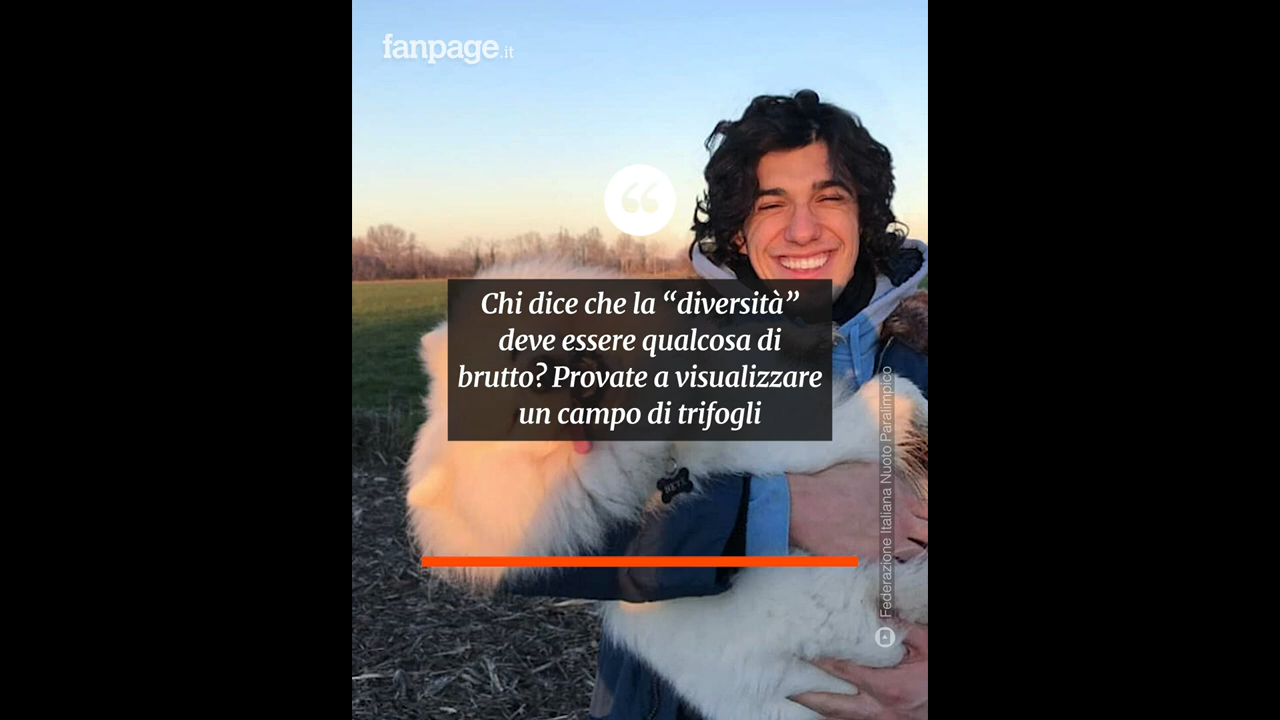 fanpage.it
“
Chi dice che la “diversità”
deve essere qualcosa di
brutto? Provate a visualizzare
un campo di trifogli
Federazione Italiana Nuoto Paralimpico